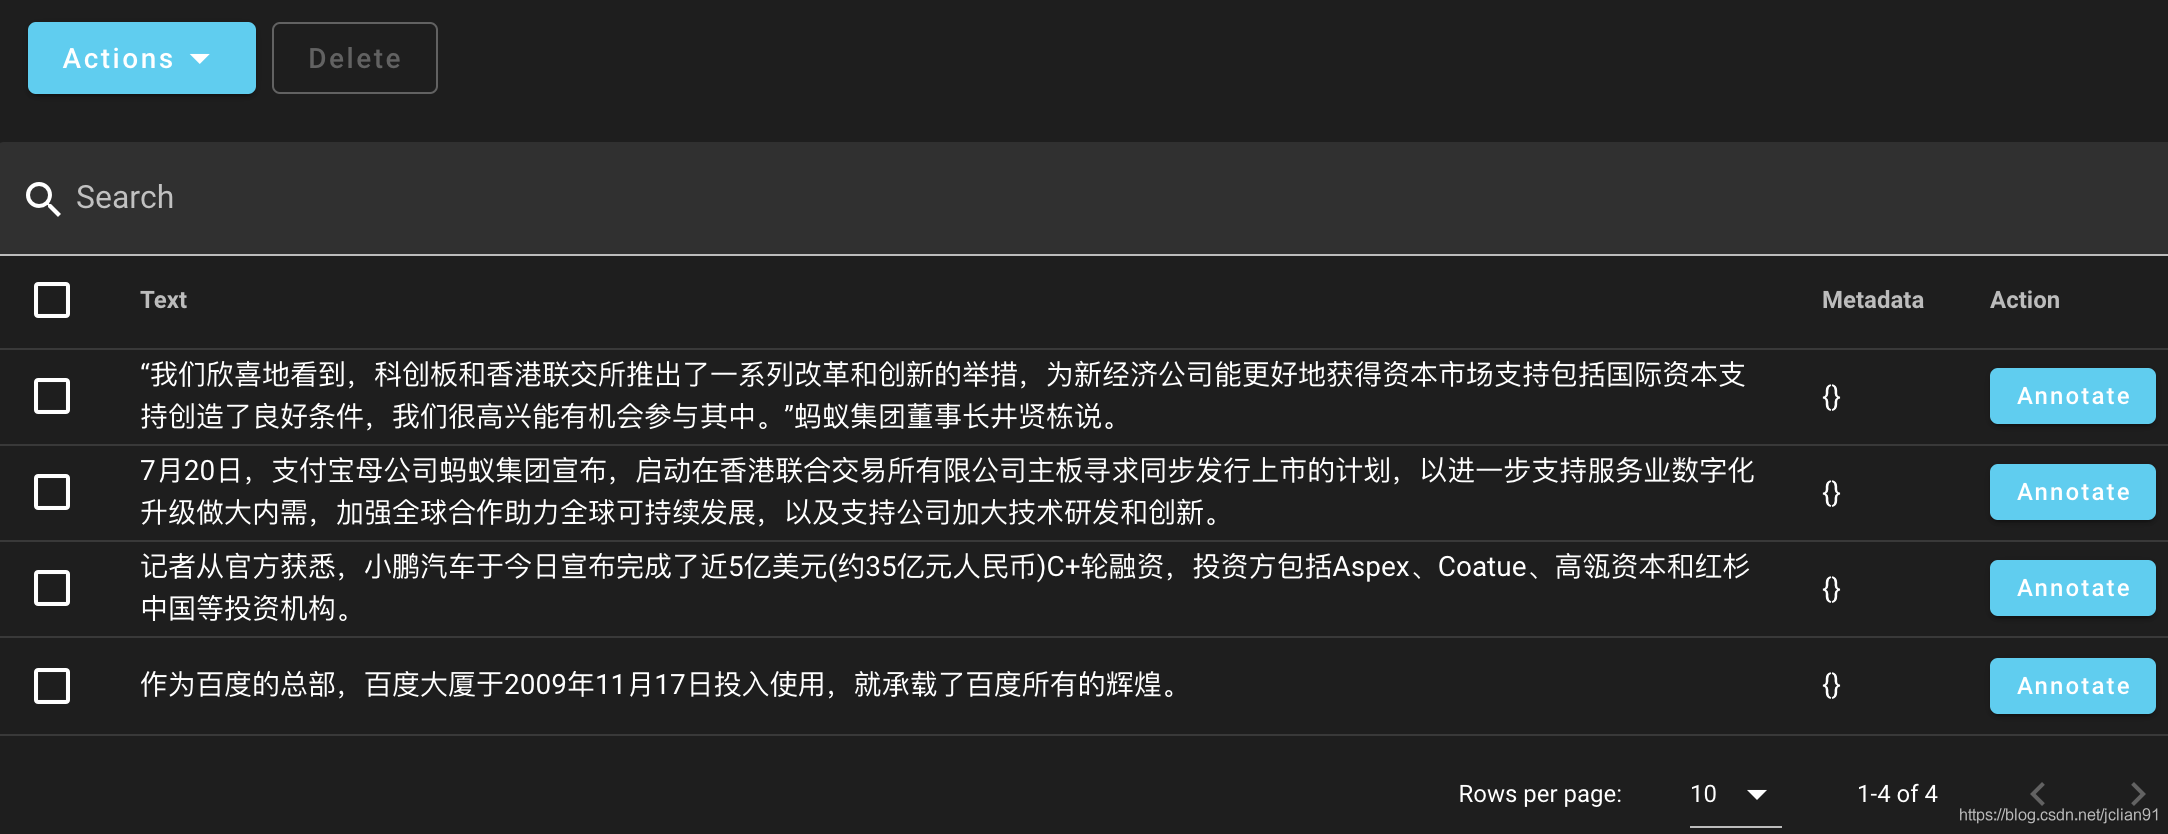 Actions
Delete
Search
Text Metadata Action
“我们欣喜地看到，科创板和香港联交所推出了一系列改革和创新的举措，为新经济公司能更好地获得资本市场支持包括国际资本支
持创造了良好条件，我们很高兴能有机会参与其中。”蚂蚁集团董事长井贤栋说。
{}
Annotate
7月20日，支付宝母公司蚂蚁集团宣布，启动在香港联合交易所有限公司主板寻求同步发行上市的计划，以进一步支持服务业数字化
升级做大内需，加强全球合作助力全球可持续发展，以及支持公司加大技术研发和创新。
{}
Annotate
记者从官方获悉，小鹏汽车于今日宣布完成了近5亿美元(约35亿元人民币)C+轮融资，投资方包括Aspex、Coatue、高瓴资本和红杉
中国等投资机构。
{}
Annotate
作为百度的总部，百度大厦于2009年11月17日投入使用，就承载了百度所有的辉煌。
{}
Annotate
Rows per page: 10 1-4 of 4
https://blog.csdn.net/jclian91